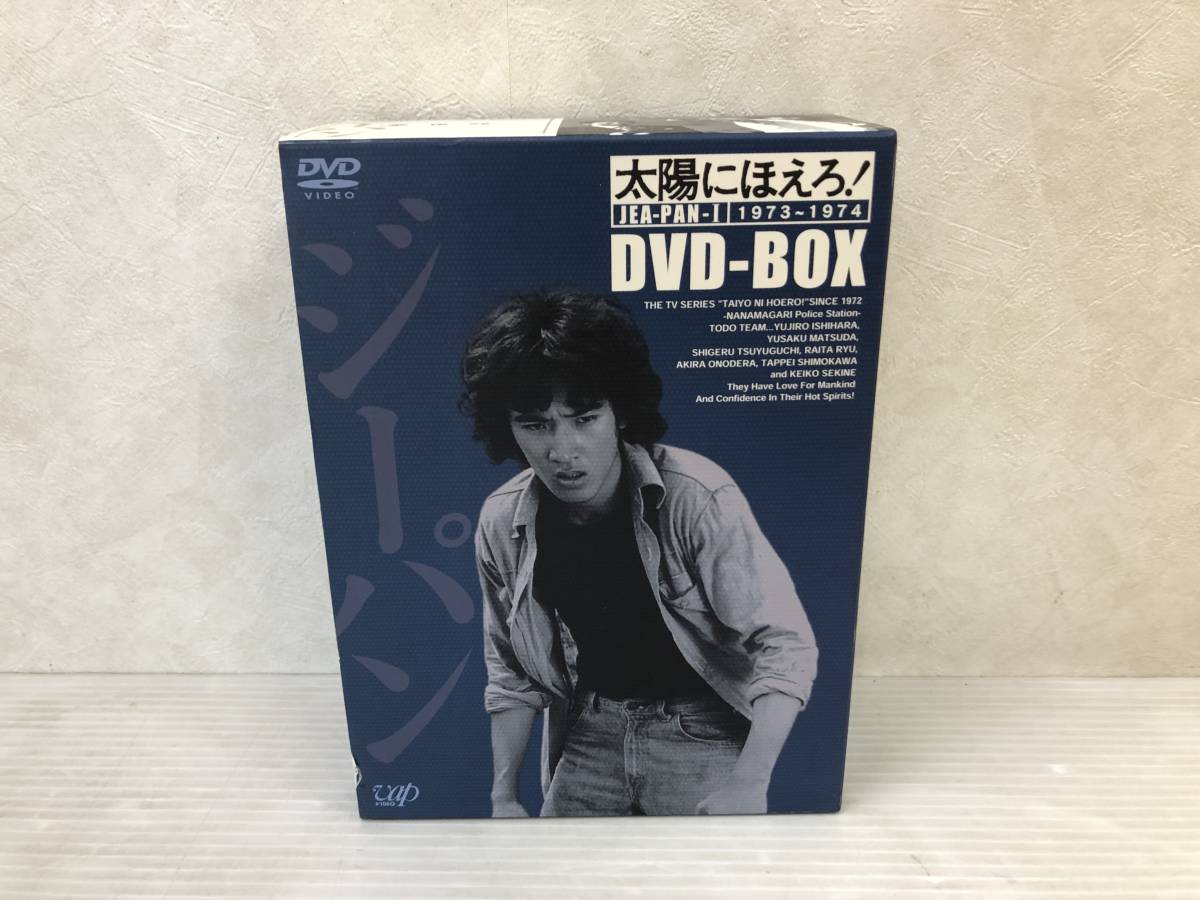 DVD
VIDEO
太陽にほえろ!
JEA-PAN-I 1973~1974
DVD-BOX
THE TV SERIES "TAIYO NI HOERO!" SINCE 1972
-NANAMAGARI Police Station-
TODO TEAM...YUJIRO ISHIHARA,
YUSAKU MATSUDA,
SHIGERU TSUYUGUCHI, RAITA RYU,
AKIRA ONODERA, TAPPEI SHIMOKAWA
and KEIKO SEKINE
They Have Love For Mankind
And Confidence In Their Hot Spirits!
ジーパン
vap
VIDEO